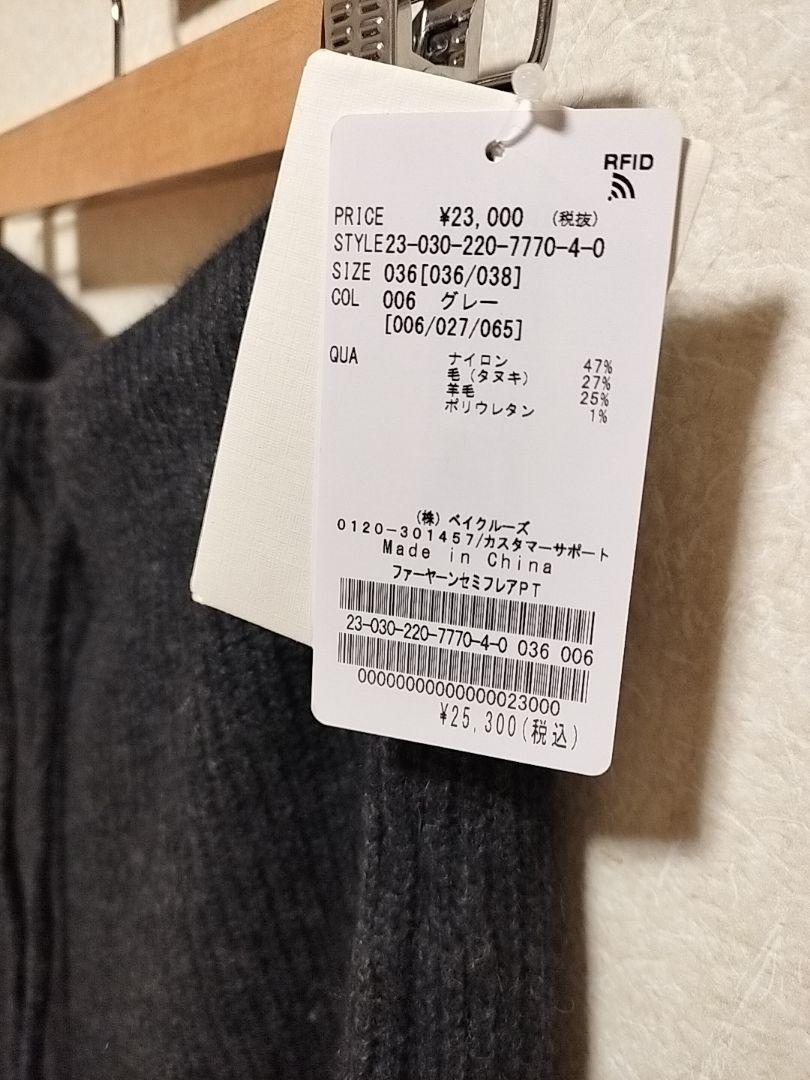 RFID
PRICE ¥23,000 (税抜)
STYLE23-030-220-7770-4-0
SIZE 036[036/038]
COL 006 グレー
[006/027/065]
QUA ナイロン 47%
毛(タヌキ) 27%
羊毛 25%
ポリウレタン 1%
(株)ベイクルーズ
0120-301457/カスタマーサポート
Made in China
ファーヤーンセミフレアPT
23-030-220-7770-4-0 036 006
0000000000000023000
¥25,300(税込)